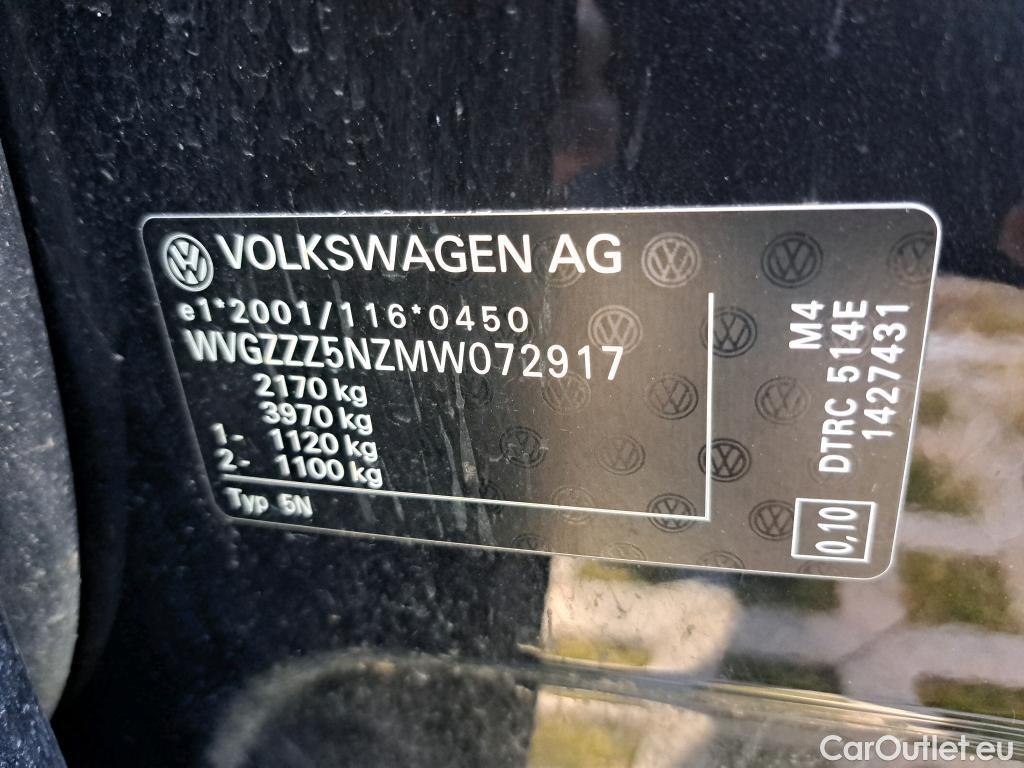 VOLKSWAGEN AG
e1*2001/116*0450
WVGZZZ5NZMW072917
2170 kg
3970 kg
1- 1120 kg
2- 1100 kg
Typ 5N
M4
DTRC 514E
1427431
0,10
CarOutlet.eu